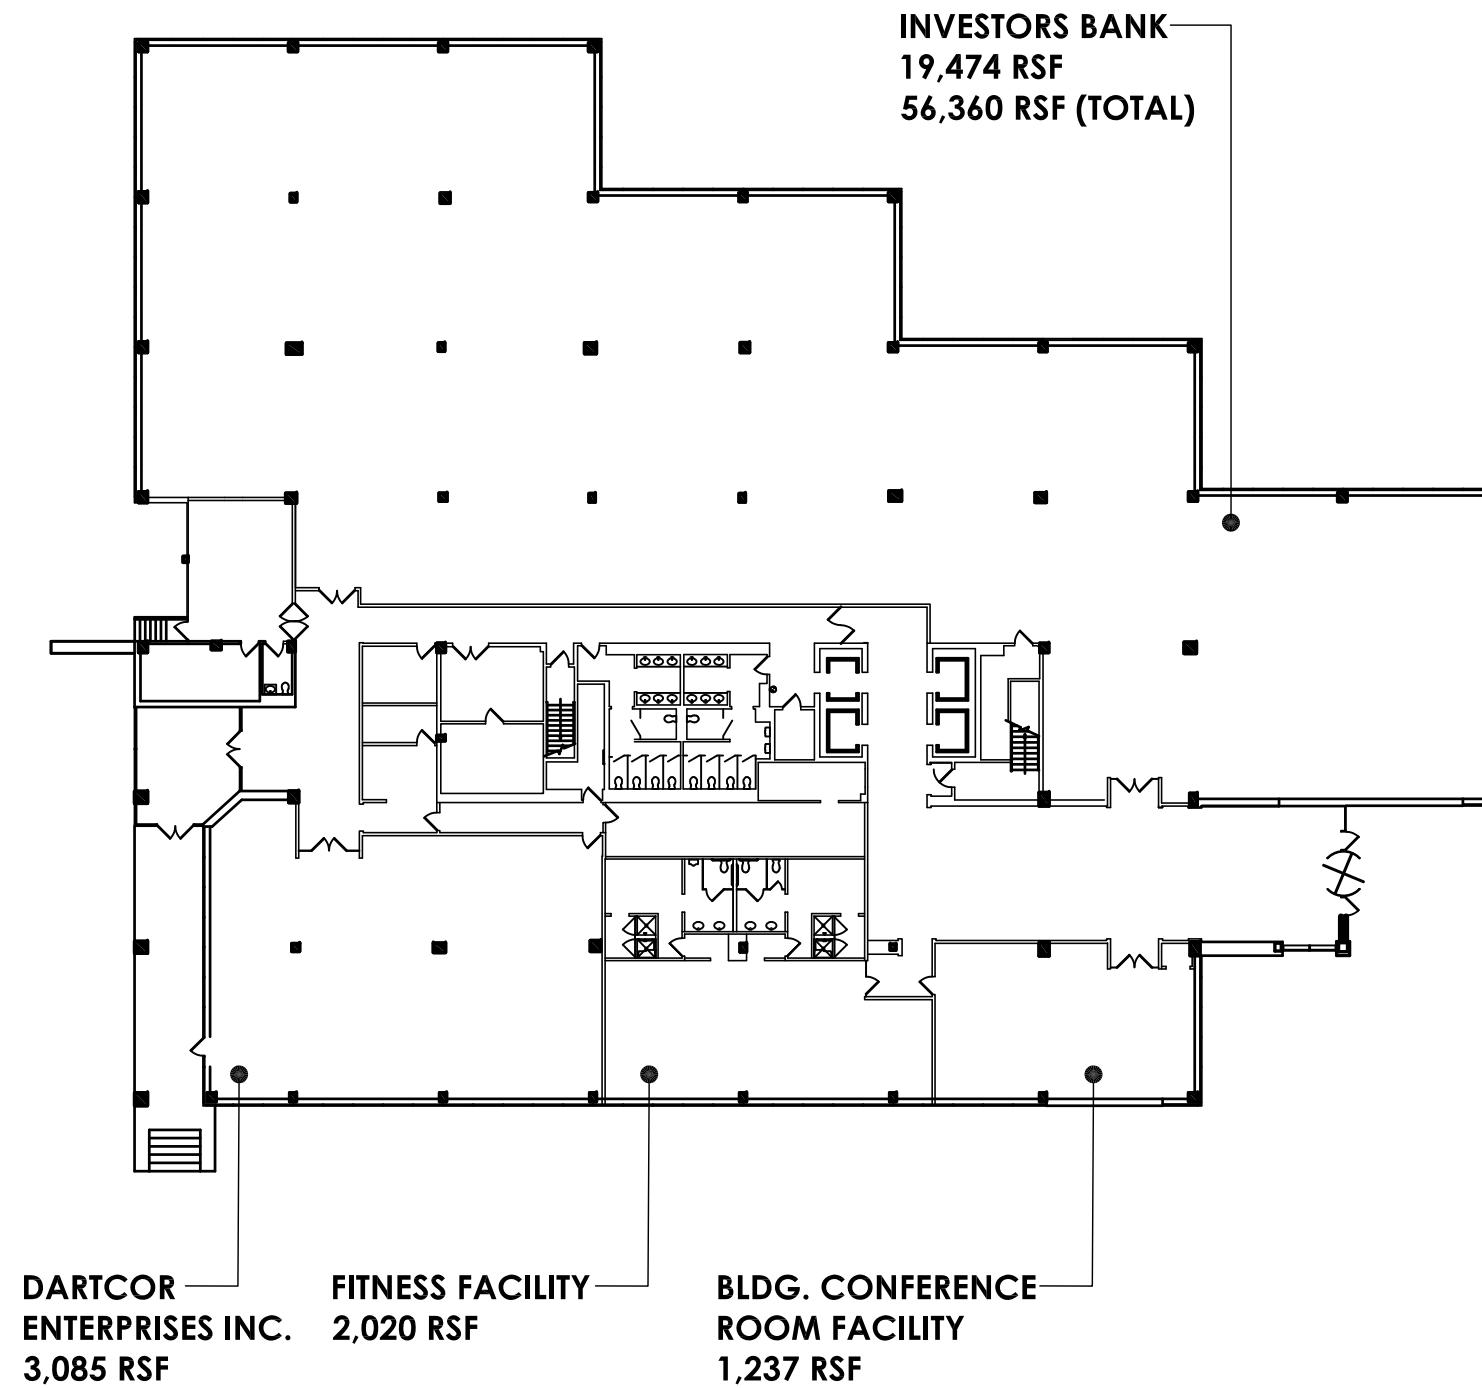 INVESTORS BANK
19,474 RSF
56,360 RSF (TOTAL)
DARTCOR
ENTERPRISES INC.
3,085 RSF
FITNESS FACILITY
2,020 RSF
BLDG. CONFERENCE
ROOM FACILITY
1,237 RSF